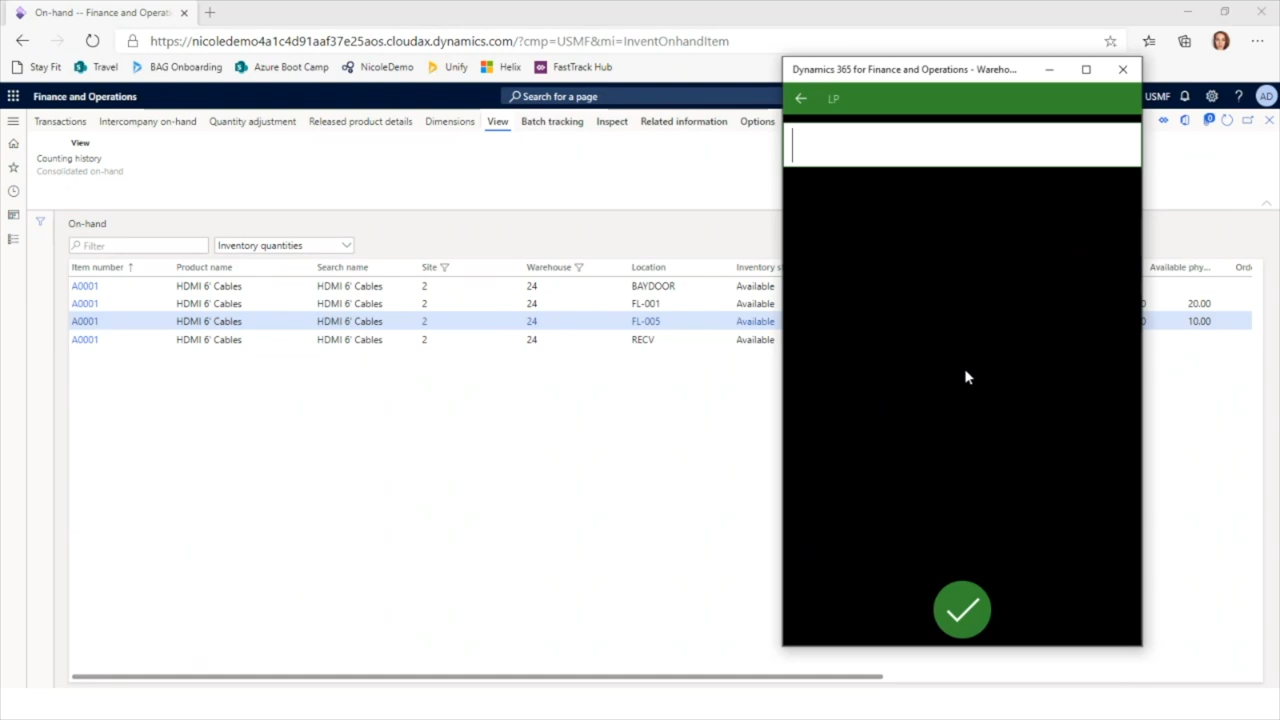 On-hand -- Finance and Operati
https://nicoledemo4a1c4d91aaf37e25aos.cloudax.dynamics.com/?cmp=USMF&mi=InventOnhandItem
Stay Fit Travel BAG Onboarding Azure Boot Camp NicoleDemo Unify Helix FastTrack Hub
Dynamics 365 for Finance and Operations - Wareho...
Finance and Operations Search for a page USMF ? AD
LP
Transactions Intercompany on-hand Quantity adjustment Released product details Dimensions View Batch tracking Inspect Related information Options
0
View
Counting history
Consolidated on-hand
On-hand
Filter Inventory quantities
Item number Product name Search name Site Warehouse Location Inventory s Available phy... Orde
A0001 HDMI 6' Cables HDMI 6' Cables 2 24 BAYDOOR Available
A0001 HDMI 6' Cables HDMI 6' Cables 2 24 FL-001 Available 0 20.00
A0001 HDMI 6' Cables HDMI 6' Cables 2 24 FL-005 Available 0 10.00
A0001 HDMI 6' Cables HDMI 6' Cables 2 24 RECV Available